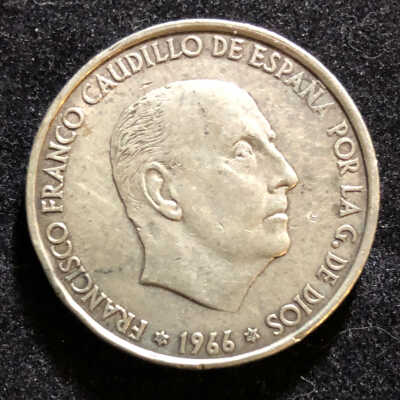 FRANCISCO FRANCO CAUDILLO DE ESPAÑA POR LA G. DE DIOS
* 1966 *